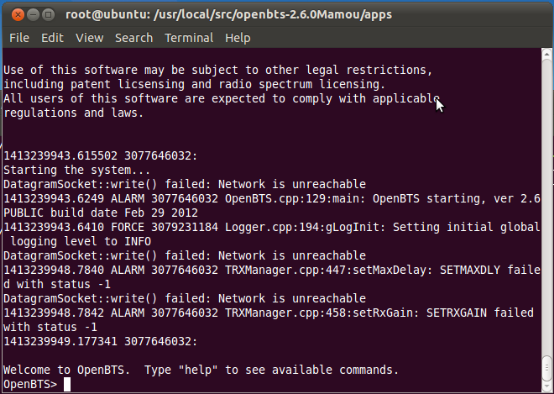 root@ubuntu: /usr/local/src/openbts-2.6.0Mamou/apps
File Edit View Search Terminal Help
Use of this software may be subject to other legal restrictions,
including patent licsensing and radio spectrum licensing.
All users of this software are expected to comply with applicable
regulations and laws.
1413239943.615502 3077646032:
Starting the system...
DatagramSocket::write() failed: Network is unreachable
1413239943.6249 ALARM 3077646032 OpenBTS.cpp:129:main: OpenBTS starting, ver 2.6
PUBLIC build date Feb 29 2012
1413239943.6410 FORCE 3079231184 Logger.cpp:194:gLogInit: Setting initial global
logging level to INFO
DatagramSocket::write() failed: Network is unreachable
1413239948.7840 ALARM 3077646032 TRXManager.cpp:447:setMaxDelay: SETMAXDLY faile
d with status -1
DatagramSocket::write() failed: Network is unreachable
1413239948.7842 ALARM 3077646032 TRXManager.cpp:458:setRxGain: SETRXGAIN failed
with status -1
1413239949.177341 3077646032:
Welcome to OpenBTS. Type "help" to see available commands.
OpenBTS>